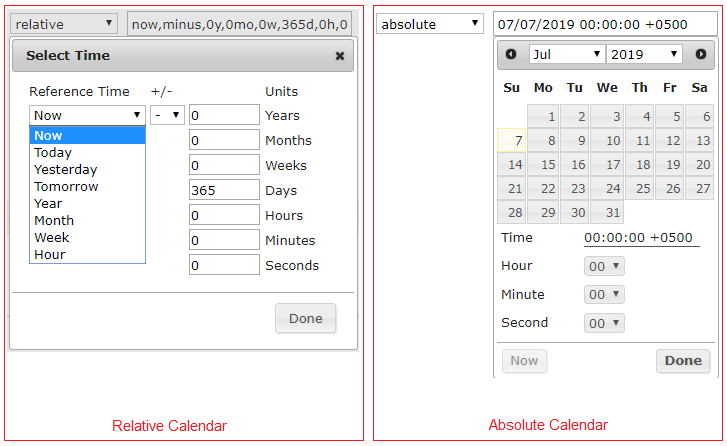 relative now,minus,0y,0mo,0w,365d,0h,0
Select Time
Reference Time +/- Units
Now - 0 Years
Now
Today
Yesterday
Tomorrow
Year
Month
Week
Hour
0 Months
0 Weeks
365 Days
0 Hours
0 Minutes
0 Seconds
Done
Relative Calendar
absolute 07/07/2019 00:00:00 +0500
Jul 2019
Su Mo Tu We Th Fr Sa
1 2 3 4 5 6
7 8 9 10 11 12 13
14 15 16 17 18 19 20
21 22 23 24 25 26 27
28 29 30 31
Time 00:00:00 +0500
Hour 00
Minute 00
Second 00
Now Done
Absolute Calendar